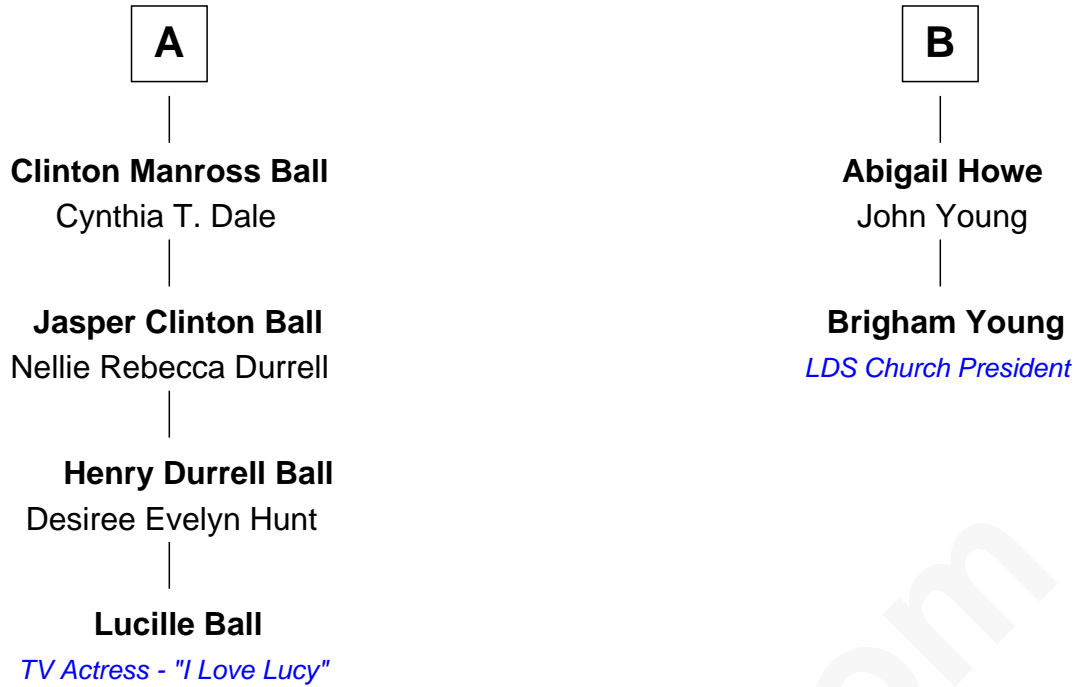 A
Clinton Manross Ball
Cynthia T. Dale
Jasper Clinton Ball
Nellie Rebecca Durrell
Henry Durrell Ball
Desiree Evelyn Hunt
Lucille Ball
TV Actress - "I Love Lucy"
B
Abigail Howe
John Young
Brigham Young
LDS Church President
om